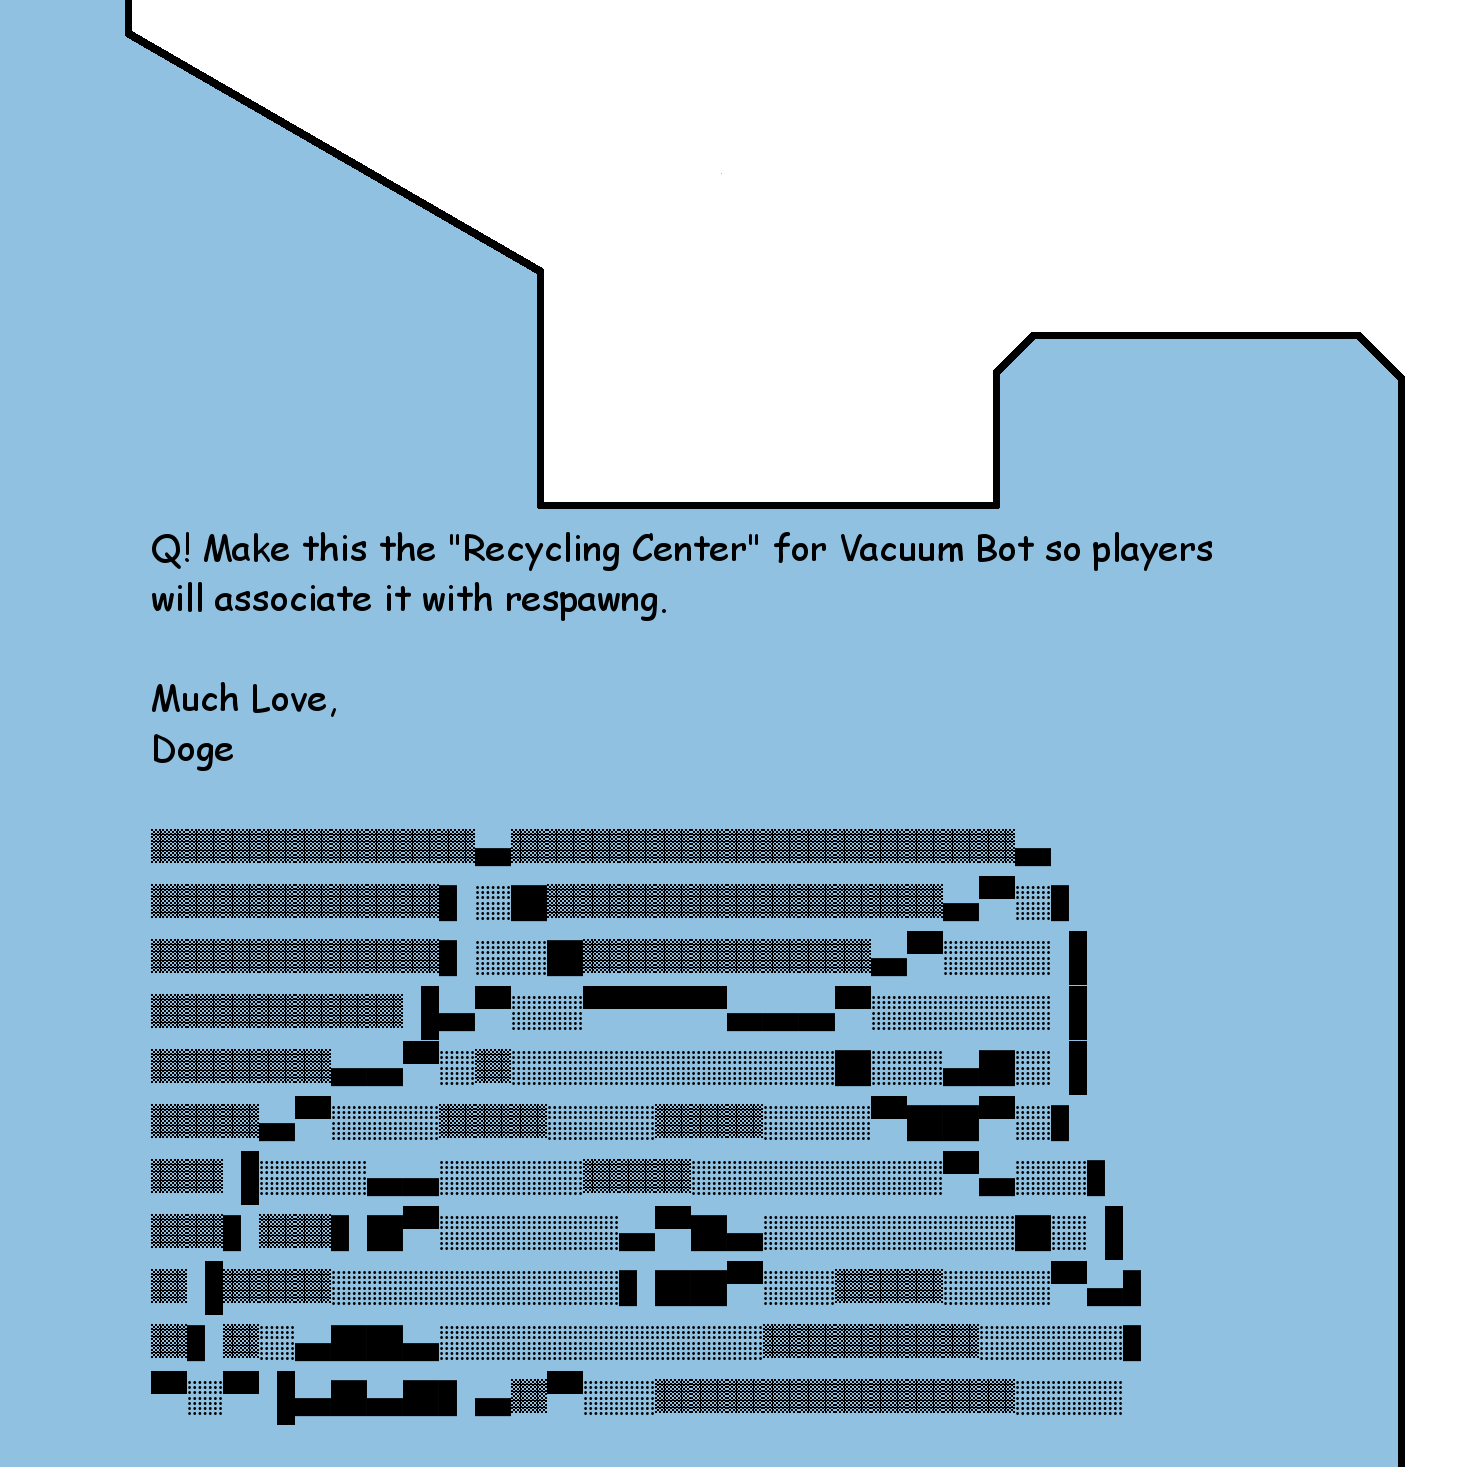 Q! Make this the "Recycling Center" for Vacuum Bot so players
will associate it with respawng.
Much Love,
Doge